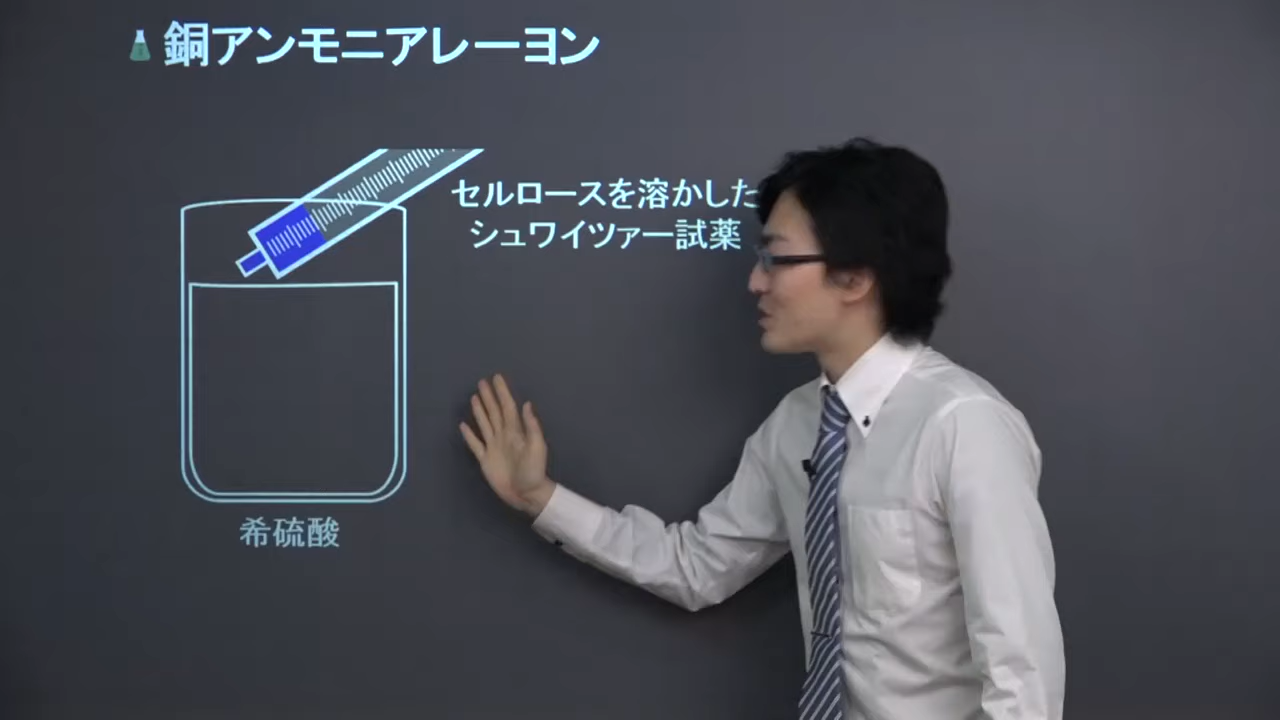 銅アンモニアレーヨン
セルロースを溶かした
シュワイツァー試薬
希硫酸